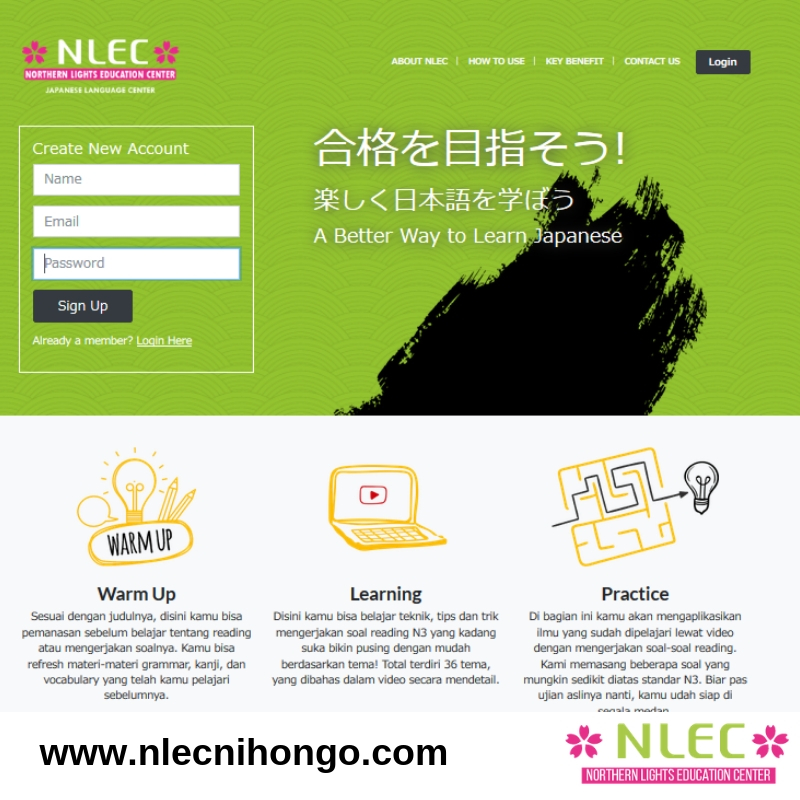 NLEC
NORTHERN LIGHTS EDUCATION CENTER
JAPANESE LANGUAGE CENTER
ABOUT NLEC | HOW TO USE | KEY BENEFIT | CONTACT US
Login
Create New Account
Name
Email
Password
Sign Up
Already a member? Login Here
合格を目指そう!
楽しく日本語を学ぼう
A Better Way to Learn Japanese
WARM UP
Warm Up
Sesuai dengan judulnya, disini kamu bisa
pemanasan sebelum belajar tentang reading
atau mengerjakan soalnya. Kamu bisa
refresh materi-materi grammar, kanji, dan
vocabulary yang telah kamu pelajari
sebelumnya.
Learning
Disini kamu bisa belajar teknik, tips dan trik
mengerjakan soal reading N3 yang kadang
suka bikin pusing dengan mudah
berdasarkan tema! Total terdiri 36 tema,
yang dibahas dalam video secara mendetail.
Practice
Di bagian ini kamu akan mengaplikasikan
ilmu yang sudah dipelajari lewat video
dengan mengerjakan soal-soal reading.
Kami memasang beberapa soal yang
mungkin sedikit diatas standar N3. Biar pas
ujian aslinya nanti, kamu udah siap di
segala medan
www.nlecnihongo.com
NLEC
NORTHERN LIGHTS EDUCATION CENTER